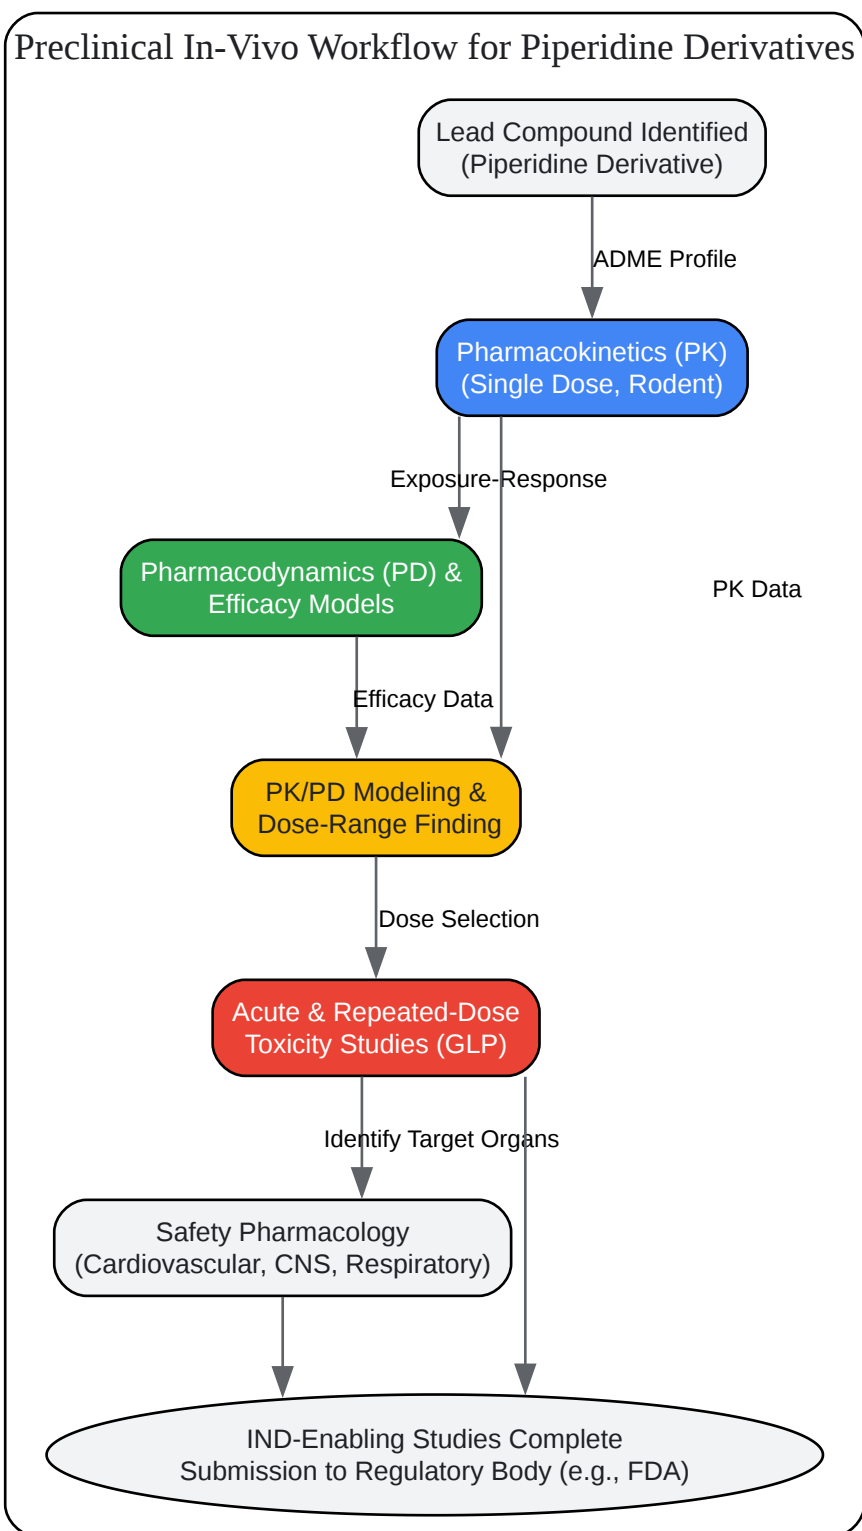 Preclinical In-Vivo Workflow for Piperidine Derivatives
Lead Compound Identified
(Piperidine Derivative)
ADME Profile
Pharmacokinetics (PK)
(Single Dose, Rodent)
Exposure-Response
Pharmacodynamics (PD) &
Efficacy Models
PK Data
Efficacy Data
PK/PD Modeling &
Dose-Range Finding
Dose Selection
Acute & Repeated-Dose
Toxicity Studies (GLP)
Identify Target Organs
Safety Pharmacology
(Cardiovascular, CNS, Respiratory)
IND-Enabling Studies Complete
Submission to Regulatory Body (e.g., FDA)